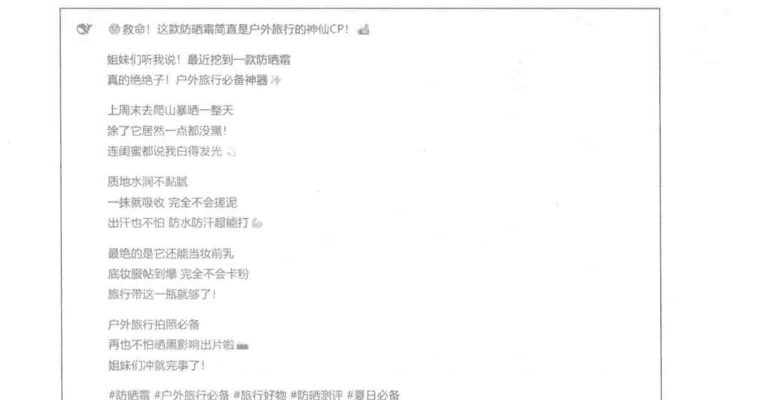 救命！这款防晒霜简直是户外旅行的神仙CP！
姐妹们听我说！最近挖到一款防晒霜
真的绝绝子！户外旅行必备神器
上周末去爬山暴晒一整天
涂了它居然一点都没黑！
连闺蜜都说我白得发光
质地水润不黏腻
一抹就吸收 完全不会搓泥
出汗也不怕 防水防汗超能打
最绝的是它还能当妆前乳
底妆服帖到爆 完全不会卡粉
旅行带这一瓶就够了！
户外旅行拍照必备
再也不怕晒黑影响出片啦
姐妹们冲就完事了！
#防晒霜 #户外旅行必备 #旅行好物 #防晒测评 #夏日必备